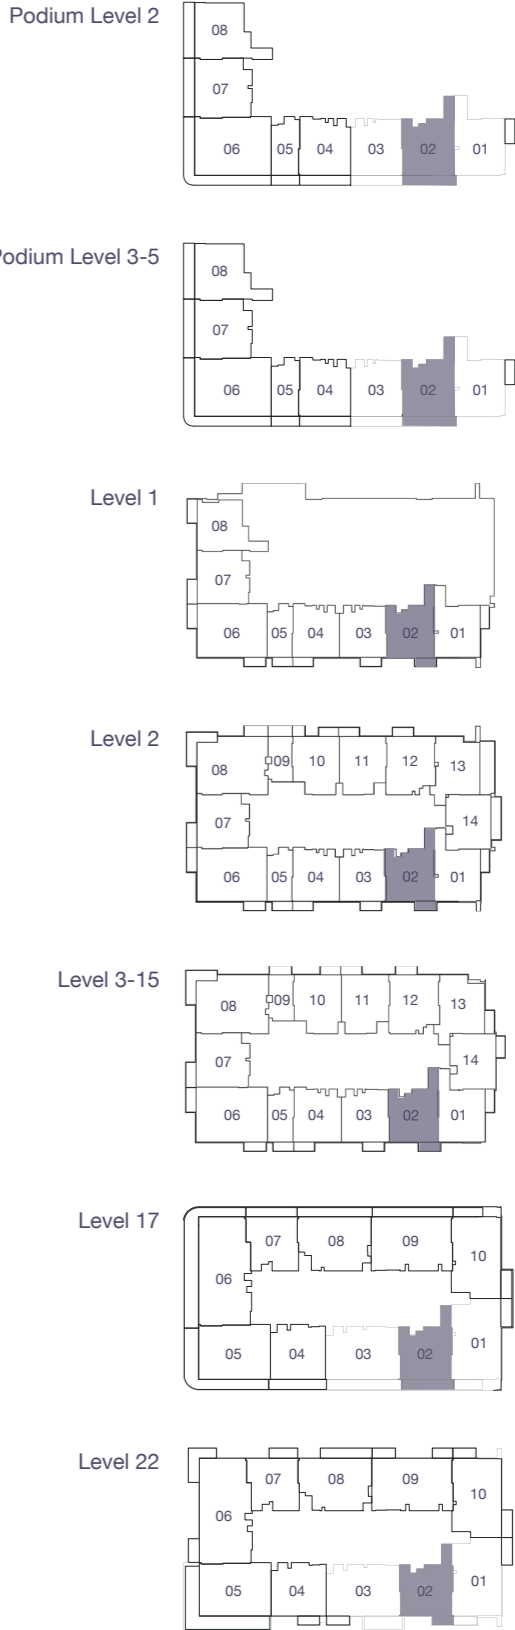 Podium Level 2
08
07
06 05 04 03 02 01
Podium Level 3-5
08
07
06 05 04 03 02 01
Level 1
08
07
06 05 04 03 02 01
Level 2
08 09 10 11 12 13
07 14
06 05 04 03 02 01
Level 3-15
08 09 10 11 12 13
07 14
06 05 04 03 02 01
Level 17
07 08 09 10
06
05 04 03 02 01
Level 22
07 08 09 10
06
05 04 03 02 01